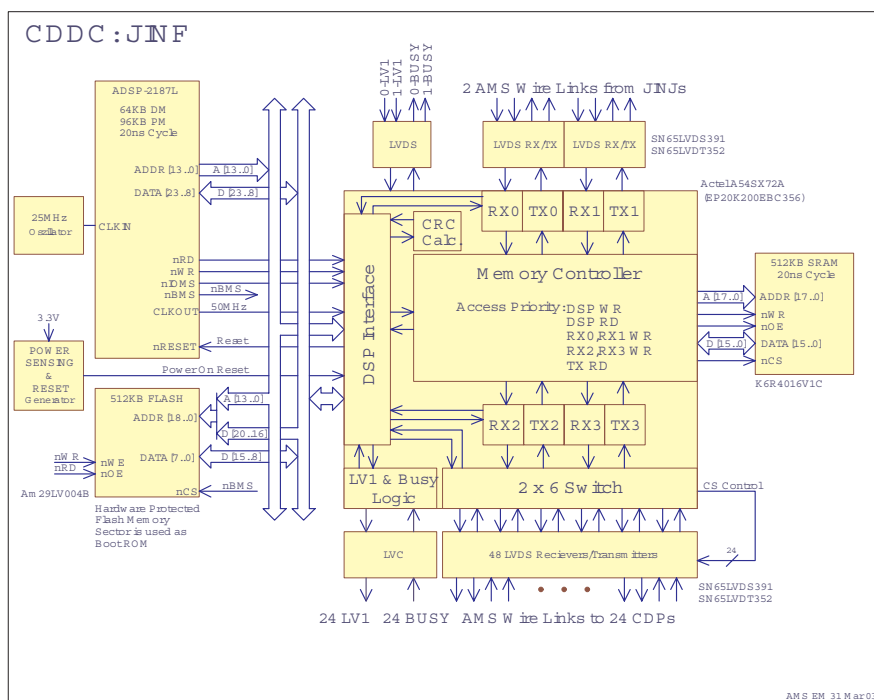 CDDC:JINF
ADSP-2187L
64KB DM
96KB PM
20ns Cycle
ADDR [13..0]
A [13..0]
DATA [23..8]
D [23..8]
25MHz
Oszilator
CLKIN
nRD
nWR
nIOMS
nBMS
nBMS
CLKOUT
50MHz
nRESET
Reset
3.3V
POWER
SENSING
&
RESET
Generator
PowerOn Reset
512KB FLASH
ADDR [18..0]
A [13..0]
D [20..16]
DATA [7..0]
D [15..8]
nWR
nRD
nWE
nOE
nCS
nBMS
Am29LV004B
Hardware Protected
Flash Memory
Sector is used as
BootROM
0-LV1
1-LV1
0-BUSY
1-BUSY
2 AMS Wire Links from JINJs
LVDS
LVDS RX/TX
LVDS RX/TX
SN65LVDS391
SN65LVDT352
Actel A54SX72A
(EP20K200EBC356)
RX0
TX0
RX1
TX1
CRC
Calc.
DSP Interface
Memory Controller
Access Priority:
DSP WR
DSP RD
RX0,RX1 WR
RX2,RX3 WR
TX RD
512KB SRAM
20ns Cycle
A [17..0]
ADDR [17..0]
nWR
nOE
D [15..0]
DATA [15..0]
nCS
K6R4016V1C
RX2
TX2
RX3
TX3
LV1 & Busy
Logic
2 x 6 Switch
CS Control
LVC
48 LVDS Recievers/Transmitters
24
SN65LVDS391
SN65LVDT352
24 LV1
24 BUSY
AMS Wire Links to 24 CDPs
AMS EM 31Mar03